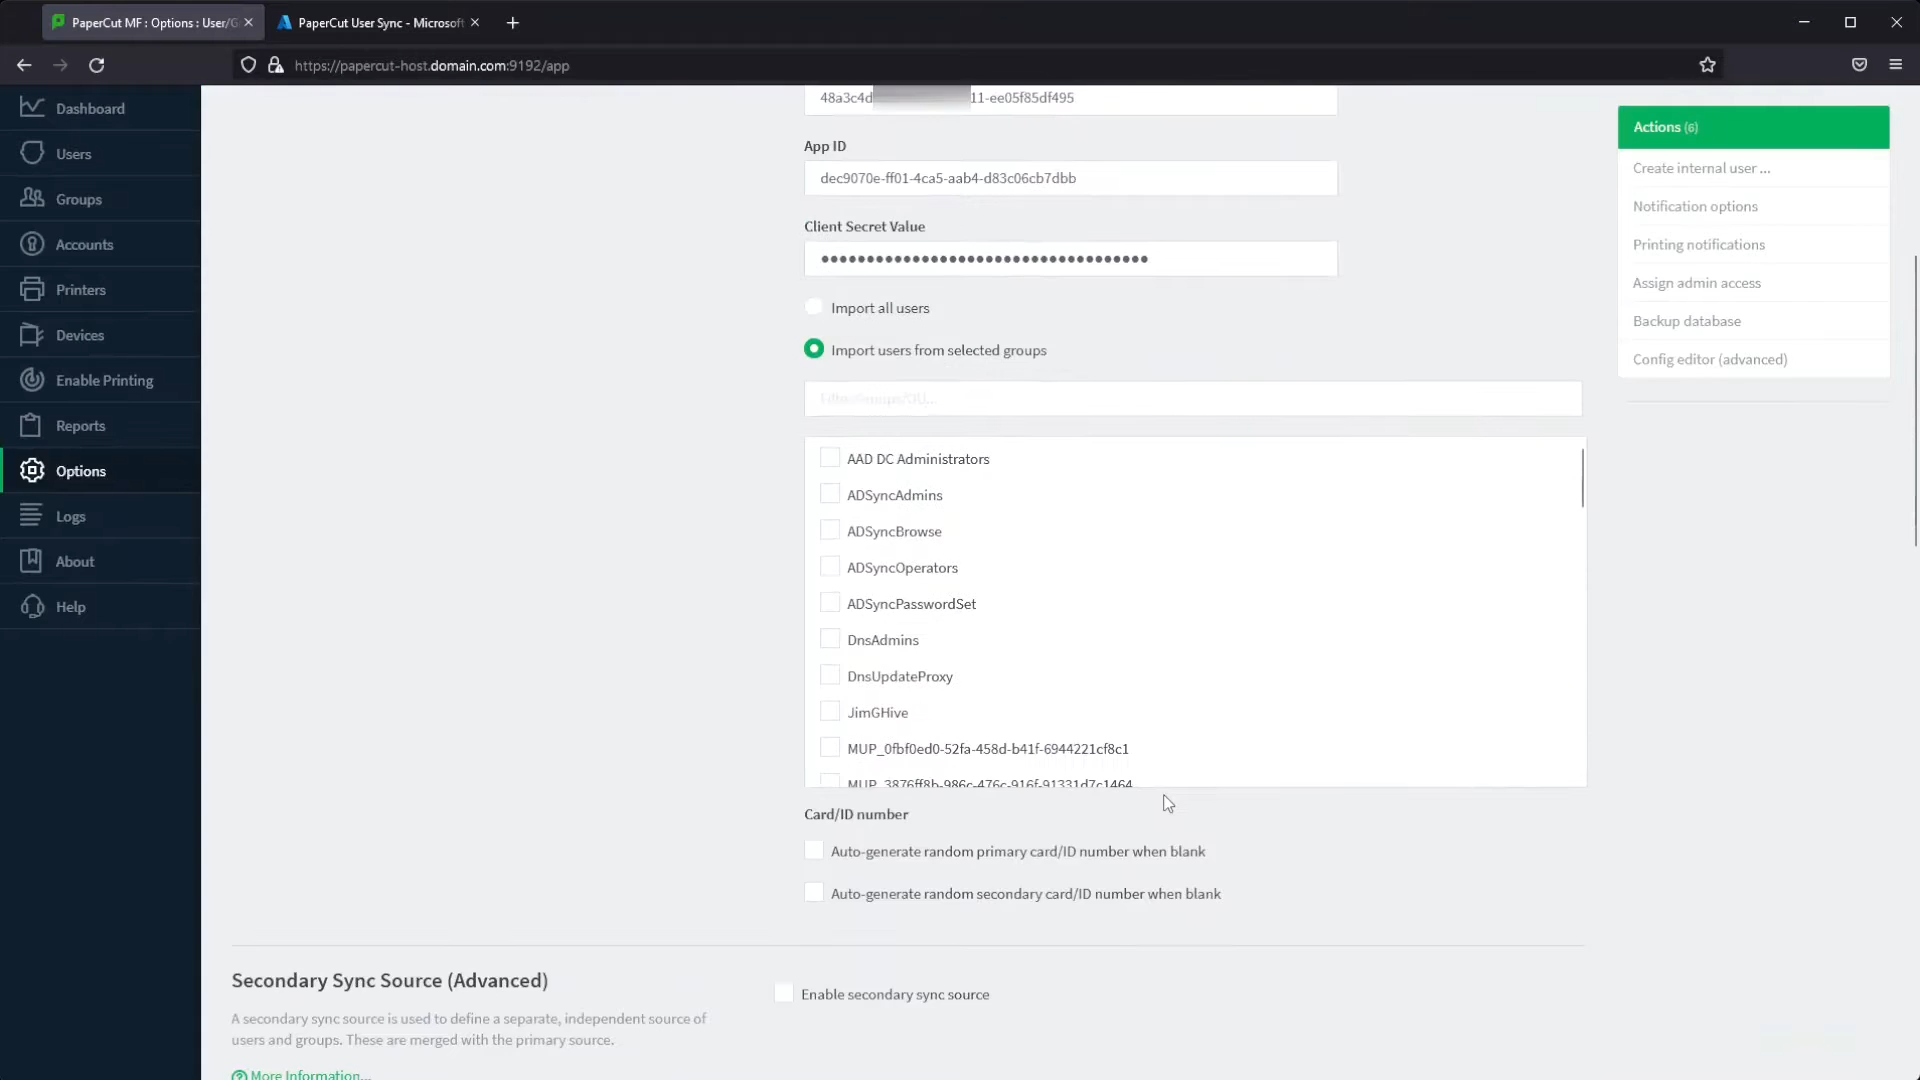 PaperCut MF : Options : User/G
PaperCut User Sync - Microsoft
https://papercut-host.domain.com:9192/app
Dashboard
Users
Groups
Accounts
Printers
Devices
Enable Printing
Reports
Options
Logs
About
Help
48a3c4d 11-ee05f85df495
App ID
dec9070e-ff01-4ca5-aab4-d83c06cb7dbb
Client Secret Value
••••••••••••••••••••••••••••••••••••
Import all users
Import users from selected groups
AAD DC Administrators
ADSyncAdmins
ADSyncBrowse
ADSyncOperators
ADSyncPasswordSet
DnsAdmins
DnsUpdateProxy
JimGHive
MUP_0fbf0ed0-52fa-458d-b41f-6944221cf8c1
MUP_3876ff8b-986c-476c-916f-91331d7c1464
Card/ID number
Auto-generate random primary card/ID number when blank
Auto-generate random secondary card/ID number when blank
Secondary Sync Source (Advanced)
A secondary sync source is used to define a separate, independent source of
users and groups. These are merged with the primary source.
More Information...
Enable secondary sync source
Actions (6)
Create internal user ...
Notification options
Printing notifications
Assign admin access
Backup database
Config editor (advanced)